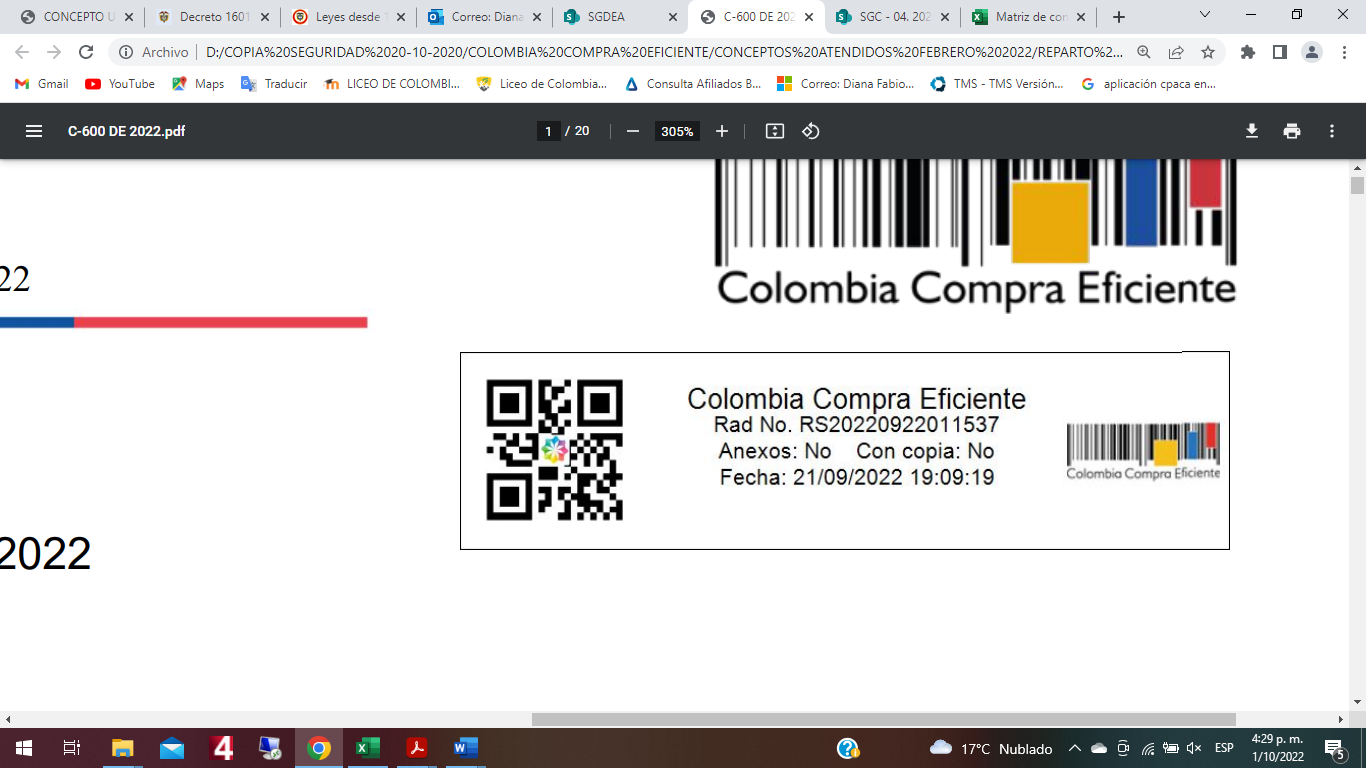 CONCEPTO U
Decreto 1601
Leyes desde 1
Correo: Diana
SGDEA
C-600 DE 202
SGC - 04. 202
Matriz de con
Archivo
D:/COPIA%20SEGURIDAD%2020-10-2020/COLOMBIA%20COMPRA%20EFICIENTE/CONCEPTOS%20ATENDIDOS%20FEBRERO%202022/REPARTO%2...
Gmail
YouTube
Maps
Traducir
LICEO DE COLOMBI...
Liceo de Colombia...
Consulta Afiliados B...
Correo: Diana Fabio...
TMS - TMS Versión...
aplicación cpaca en...
C-600 DE 2022.pdf
1 / 20
305%
Colombia Compra Eficiente
22
Colombia Compra Eficiente
Rad No. RS20220922011537
Anexos: No Con copia: No
Fecha: 21/09/2022 19:09:19
Colombia Compra Eficiente
2022
4
17°C Nublado
ESP
4:29 p. m.
1/10/2022
5